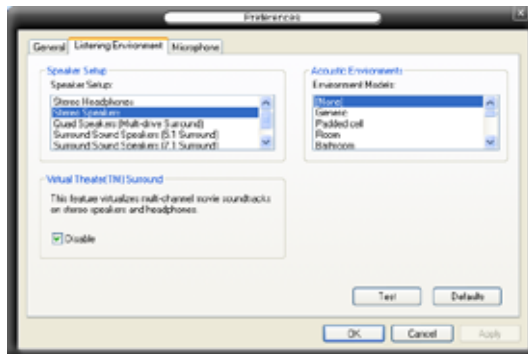 Preferences
General Listening Environment Microphone
Speaker Setup
Speaker Setup:
Stereo Headphones
Stereo Speakers
Quad Speakers (Multi-drive Surround)
Surround Sound Speakers (5.1 Surround)
Surround Sound Speakers (7.1 Surround)
Acoustic Environments
Environment Models:
(None)
Generic
Padded cell
Room
Bathroom
Virtual Theater(TM) Surround
This feature virtualizes multi-channel movie soundtracks
on stereo speakers and headphones.
Disable
Test Defaults
OK Cancel Apply